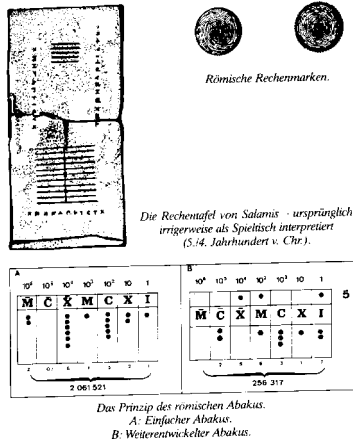 Römische Rechenmarken.
Die Rechentafel von Salamis - ursprünglich
irrigerweise als Spieltisch interpretiert
(5./4. Jahrhundert v. Chr.).
A
10⁶ 10⁵ 10⁴ 10³ 10² 10 1
M̄ C̄ X̄ M C X I
2 061 521
B
10⁶ 10⁵ 10⁴ 10³ 10² 10 1
5
M̄ C̄ X̄ M C X I
256 317
Das Prinzip des römischen Abakus.
A: Einfacher Abakus.
B: Weiterentwickelter Abakus.